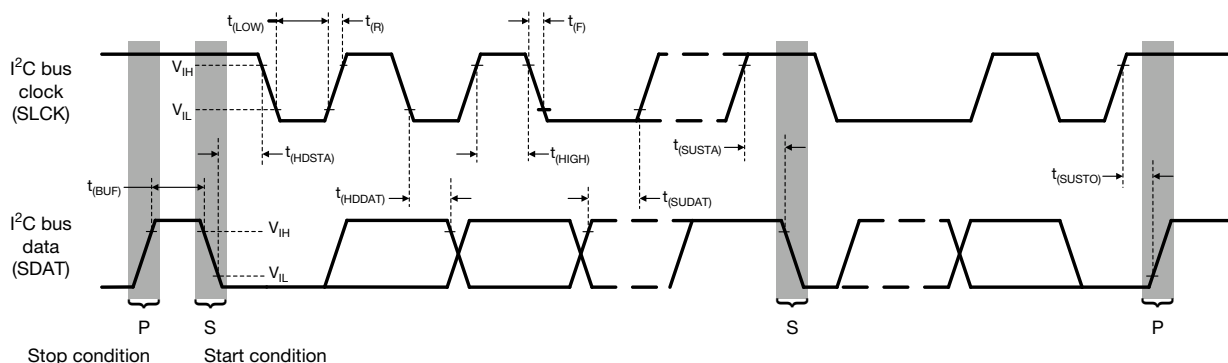 t(LOW) t(R) t(F)
I²C bus
clock
(SLCK)
VIH
VIL
t(HDSTA) t(HIGH) t(SUSTA)
t(BUF) t(HDDAT) t(SUDAT) t(SUSTO)
I²C bus
data
(SDAT)
VIH
VIL
P S S P
Stop condition Start condition